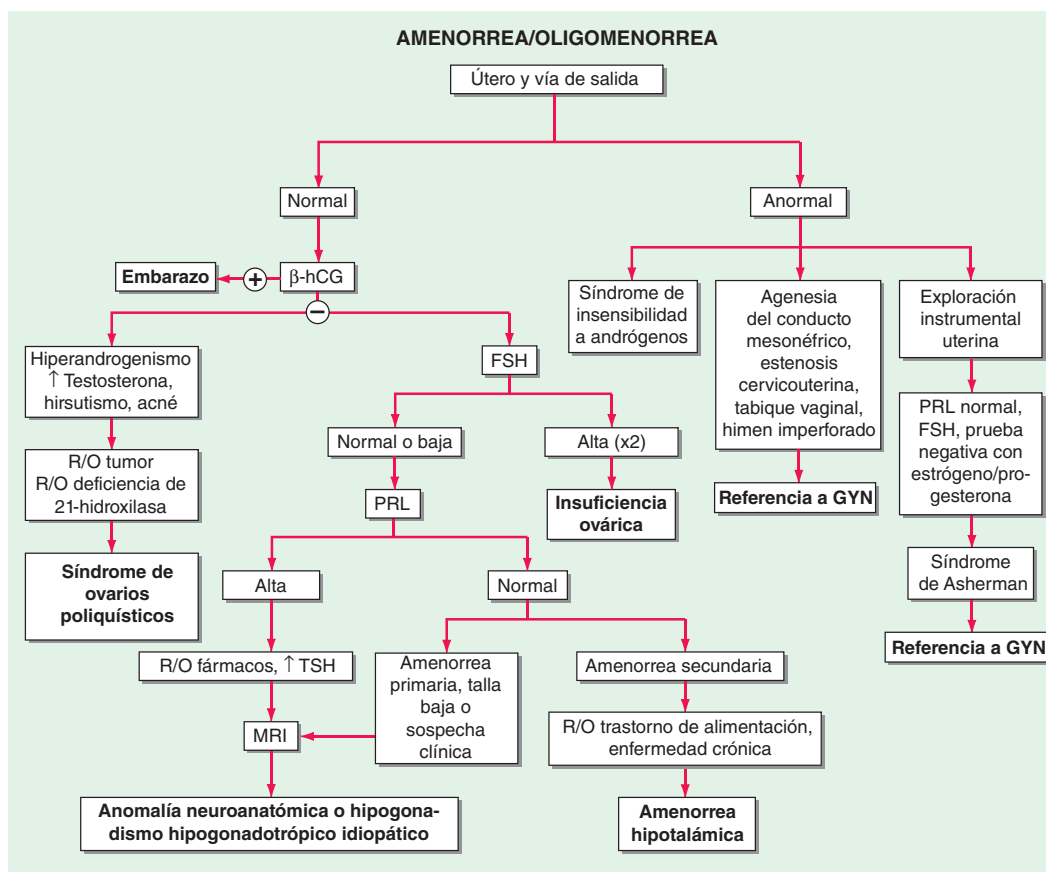 AMENORREA/OLIGOMENORREA
Útero y vía de salida
Normal
Anormal
Embarazo
+
β-hCG
−
Síndrome de
insensibilidad
a andrógenos
Agenesia
del conducto
mesonéfrico,
estenosis
cervicouterina,
tabique vaginal,
himen imperforado
Exploración
instrumental
uterina
Hiperandrogenismo
↑ Testosterona,
hirsutismo, acné
FSH
PRL normal,
FSH, prueba
negativa con
estrógeno/pro-
gesterona
Normal o baja
Alta (x2)
R/O tumor
R/O deficiencia de
21-hidroxilasa
PRL
Insuficiencia
ovárica
Referencia a GYN
Síndrome de
ovarios
poliquísticos
Alta
Normal
Síndrome
de Asherman
R/O fármacos, ↑ TSH
Amenorrea
primaria, talla
baja o
sospecha
clínica
Amenorrea secundaria
Referencia a GYN
MRI
R/O trastorno de alimentación,
enfermedad crónica
Anomalía neuroanatómica o hipogona-
dismo hipogonadotrópico idiopático
Amenorrea
hipotalámica